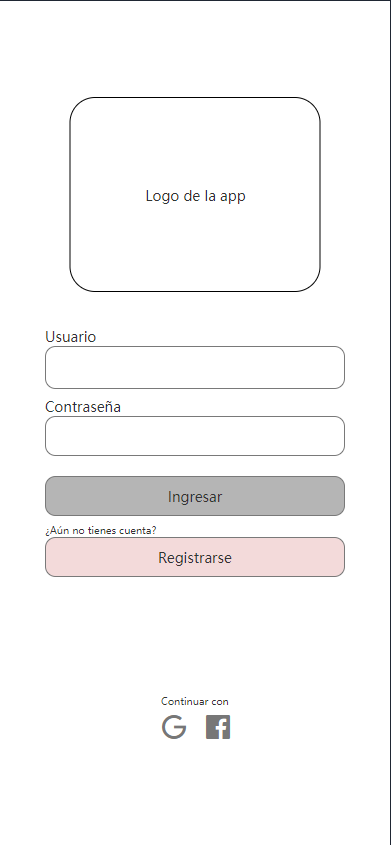 Logo de la app
Usuario
Contraseña
Ingresar
¿Aún no tienes cuenta?
Registrarse
Continuar con